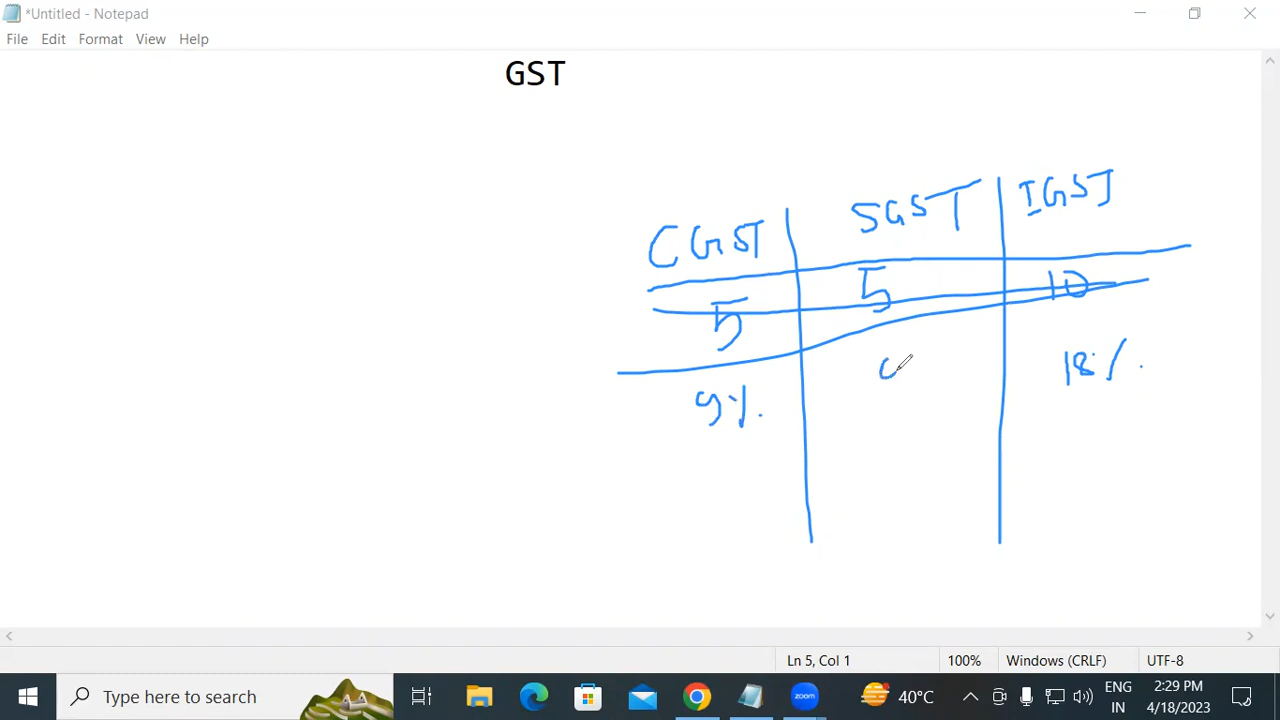 *Untitled - Notepad
File Edit Format View Help
GST
CGST SGST IGST
5 5 10
9%. 18%.
Ln 5, Col 1 100% Windows (CRLF) UTF-8
Type here to search
zoom
40°C
ENG
IN
2:29 PM
4/18/2023